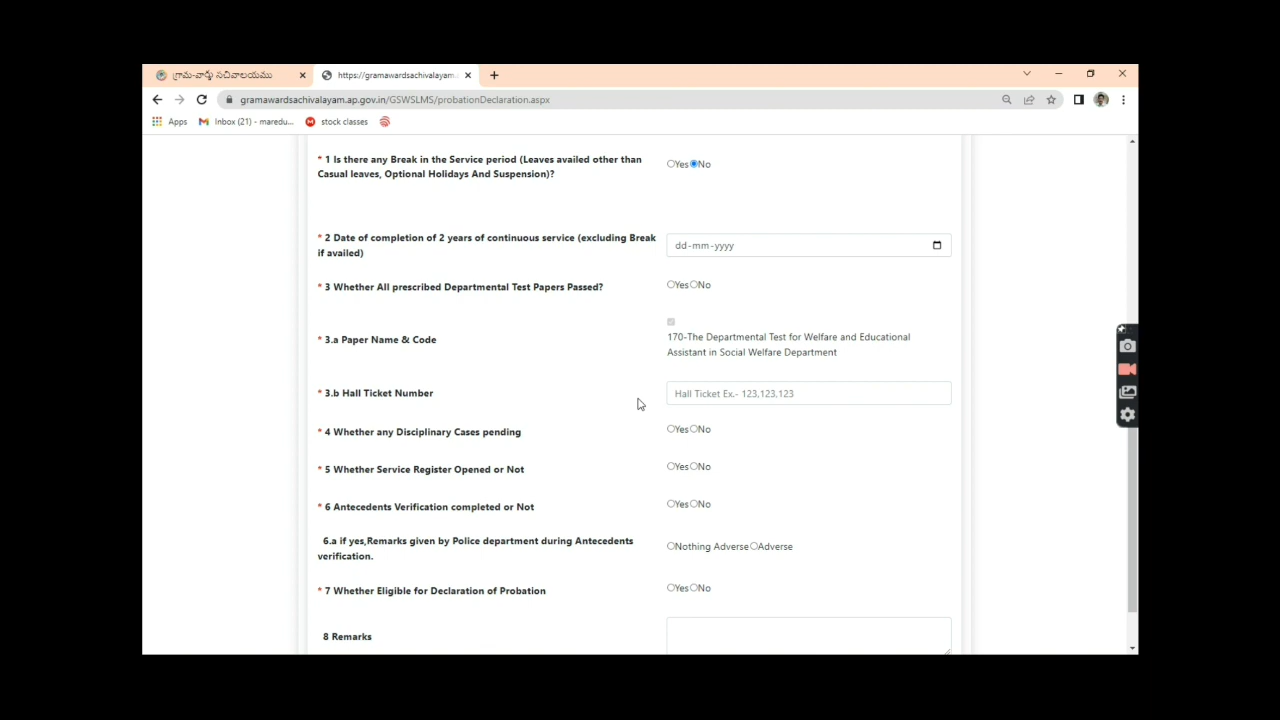 గ్రామ-వార్డు సచివాలయము
https://gramawardsachivalayam.
gramawardsachivalayam.ap.gov.in/GSWSLMS/probationDeclaration.aspx
Apps
Inbox (21) - maredu...
stock classes
* 1 Is there any Break in the Service period (Leaves availed other than
Casual leaves, Optional Holidays And Suspension)?
Yes No
* 2 Date of completion of 2 years of continuous service (excluding Break
if availed)
dd-mm-yyyy
* 3 Whether All prescribed Departmental Test Papers Passed?
Yes No
* 3.a Paper Name & Code
170-The Departmental Test for Welfare and Educational
Assistant in Social Welfare Department
* 3.b Hall Ticket Number
Hall Ticket Ex.- 123,123,123
* 4 Whether any Disciplinary Cases pending
Yes No
* 5 Whether Service Register Opened or Not
Yes No
* 6 Antecedents Verification completed or Not
Yes No
6.a if yes,Remarks given by Police department during Antecedents
verification.
Nothing Adverse Adverse
* 7 Whether Eligible for Declaration of Probation
Yes No
8 Remarks